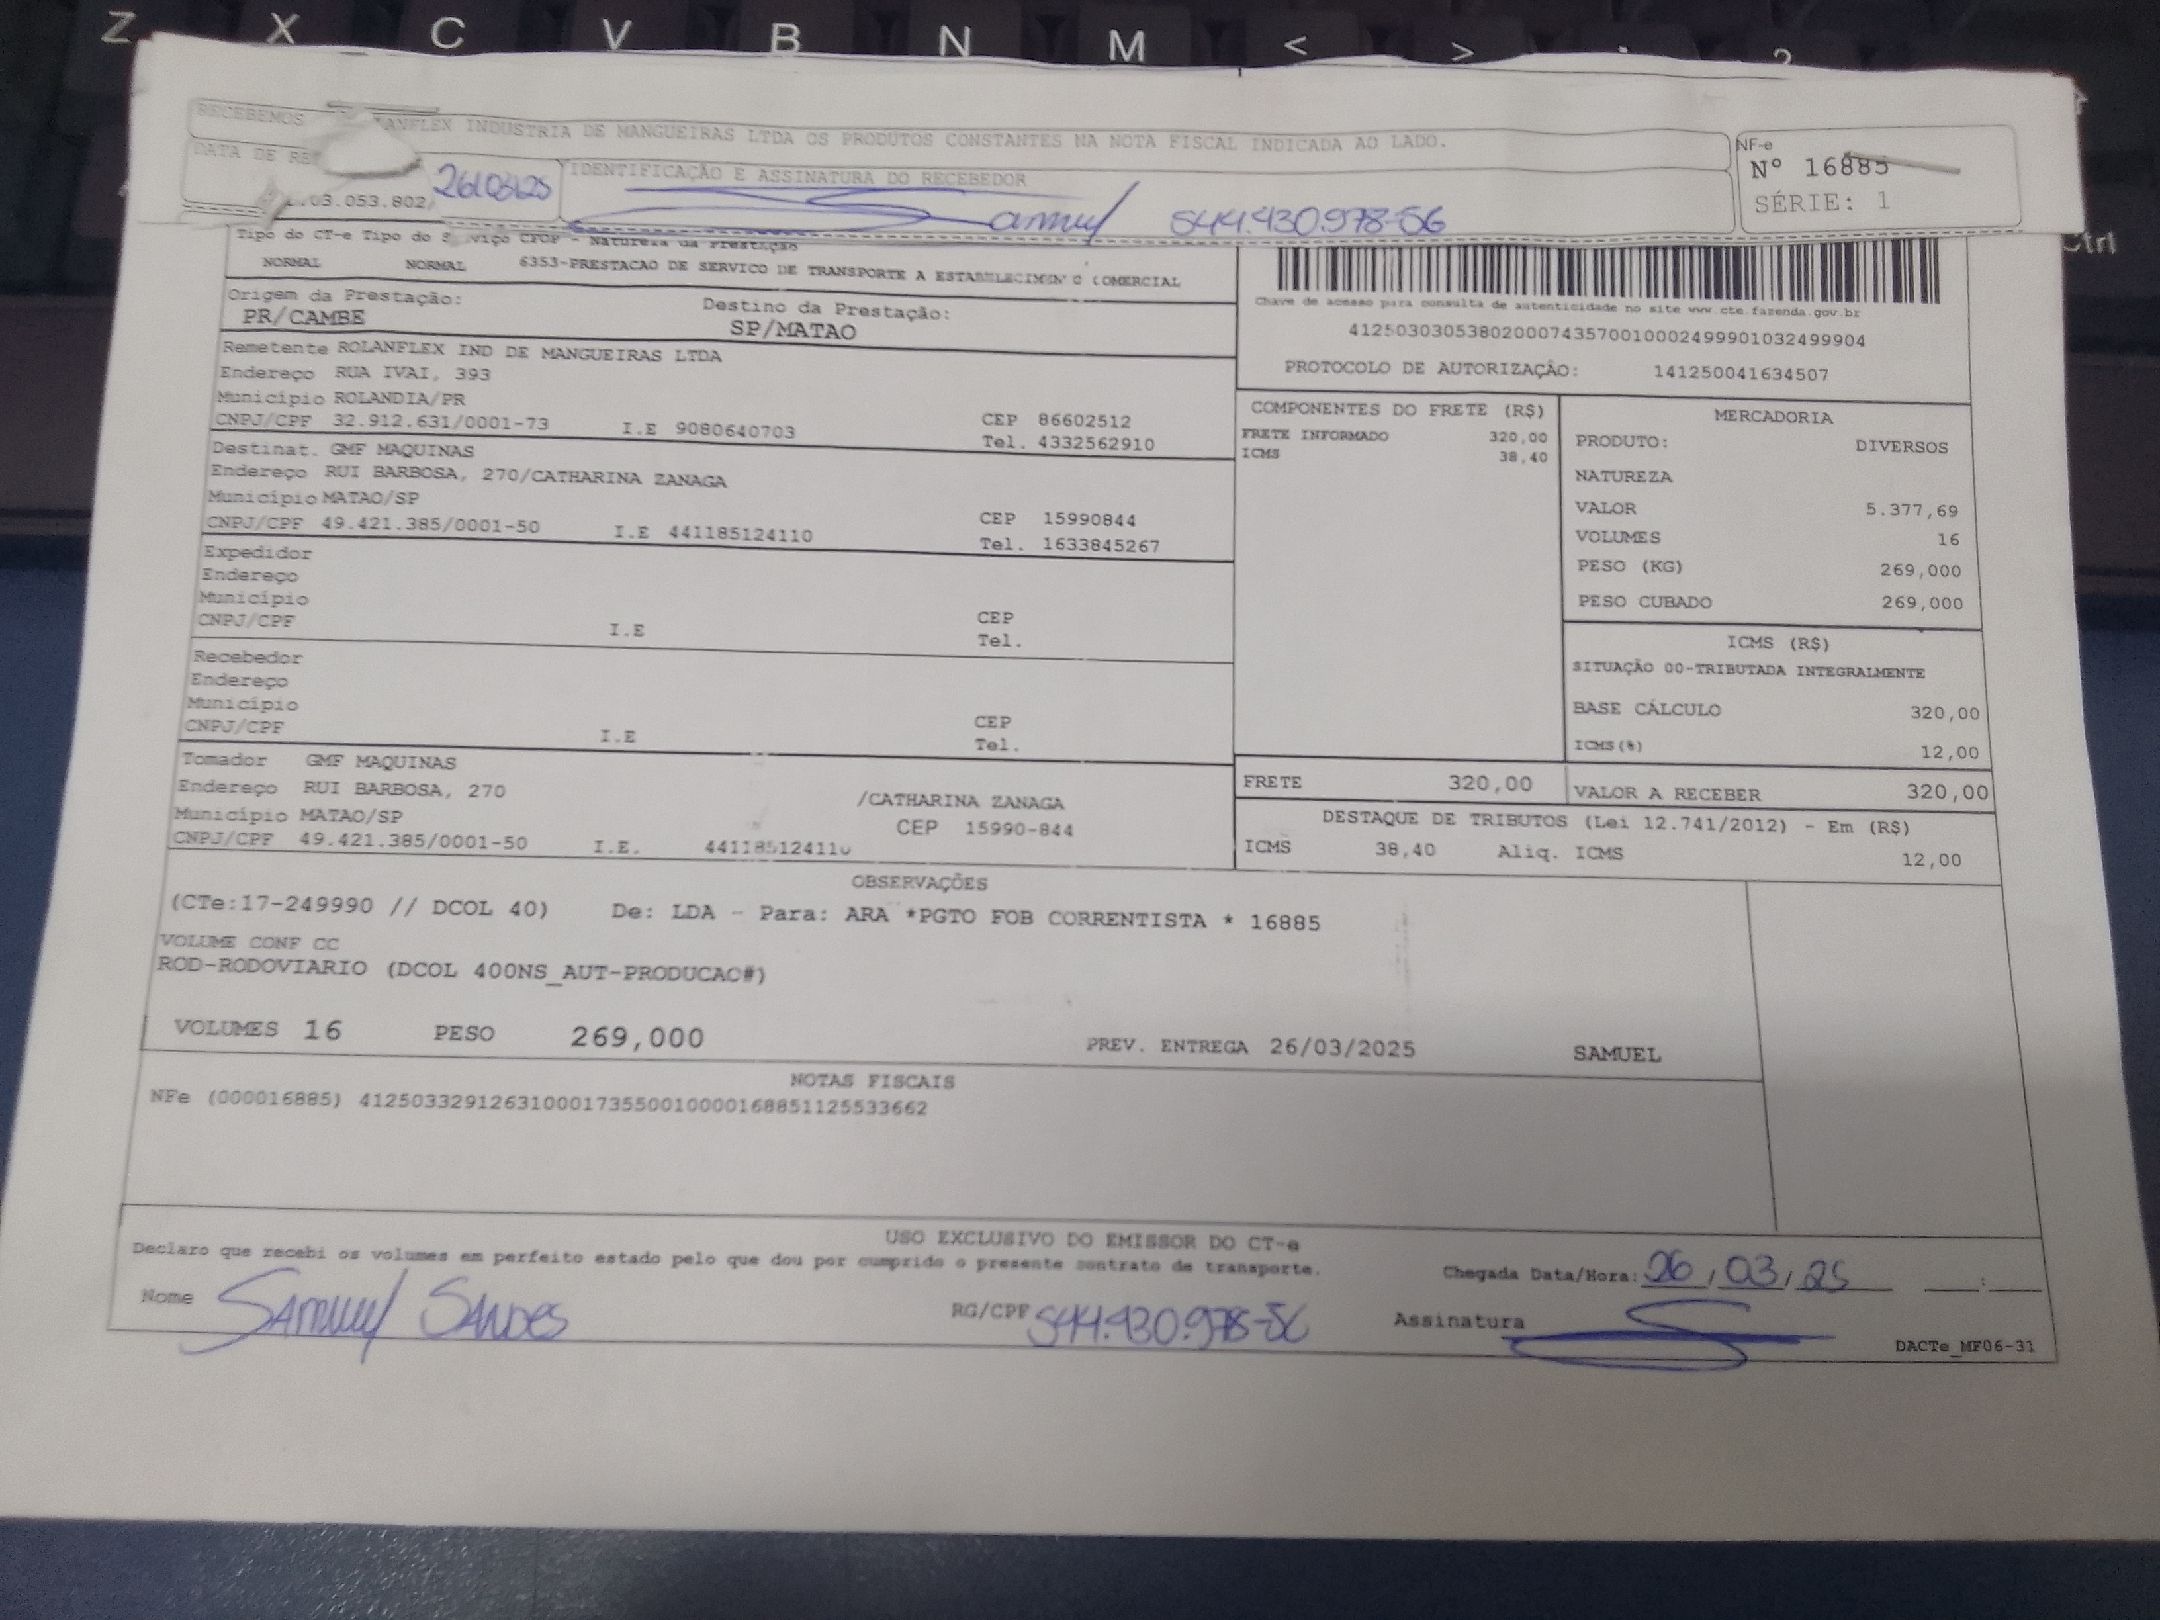 Z X C V B N M < > . ?
Ctrl
RECEBEMOS ANFLEX INDUSTRIA DE MANGUEIRAS LTDA OS PRODUTOS CONSTANTES NA NOTA FISCAL INDICADA AO LADO.
NF-e
Nº 16885
SÉRIE: 1
DATA DE RE
26/03/25
IDENTIFICAÇÃO E ASSINATURA DO RECEBEDOR
.03.053.802/
Samuel 544.430.978-56
Tipo do CT-e Tipo do S viço CFOP - Natureza da Prestação
NORMAL NORMAL 6353-PRESTACAO DE SERVICO DE TRANSPORTE A ESTABELECIMEN O COMERCIAL
Origem da Prestação: Destino da Prestação:
PR/CAMBE SP/MATAO
Chave de acesso para consulta de autenticidade no site www.cte.fazenda.gov.br
41250303053802000743570010002499901032499904
PROTOCOLO DE AUTORIZAÇÃO: 141250041634507
Remetente ROLANFLEX IND DE MANGUEIRAS LTDA
Endereço RUA IVAI, 393
Município ROLANDIA/PR
CNPJ/CPF 32.912.631/0001-73 I.E 9080640703 CEP 86602512
Tel. 4332562910
Destinat. GMF MAQUINAS
Endereço RUI BARBOSA, 270/CATHARINA ZANAGA
Município MATAO/SP
CNPJ/CPF 49.421.385/0001-50 I.E 441185124110 CEP 15990844
Tel. 1633845267
Expedidor
Endereço
Município
CNPJ/CPF I.E CEP
Tel.
Recebedor
Endereço
Município
CNPJ/CPF I.E CEP
Tel.
Tomador GMF MAQUINAS
Endereço RUI BARBOSA, 270 /CATHARINA ZANAGA
Município MATAO/SP CEP 15990-844
CNPJ/CPF 49.421.385/0001-50 I.E. 441185124110
COMPONENTES DO FRETE (R$)
FRETE INFORMADO 320,00
ICMS 38,40
MERCADORIA
PRODUTO: DIVERSOS
NATUREZA
VALOR 5.377,69
VOLUMES 16
PESO (KG) 269,000
PESO CUBADO 269,000
ICMS (R$)
SITUAÇÃO 00-TRIBUTADA INTEGRALMENTE
BASE CÁLCULO 320,00
ICMS(%) 12,00
FRETE 320,00 VALOR A RECEBER 320,00
DESTAQUE DE TRIBUTOS (Lei 12.741/2012) - Em (R$)
ICMS 38,40 Aliq. ICMS 12,00
OBSERVAÇÕES
(CTe:17-249990 // DCOL 40) De: LDA - Para: ARA *PGTO FOB CORRENTISTA * 16885
VOLUME CONF CC
ROD-RODOVIARIO (DCOL 400NS_AUT-PRODUCAO#)
VOLUMES 16 PESO 269,000 PREV. ENTREGA 26/03/2025 SAMUEL
NOTAS FISCAIS
NFe (000016885) 41250332912631000173550010000168851125533662
USO EXCLUSIVO DO EMISSOR DO CT-e
Declaro que recebi os volumes em perfeito estado pelo que dou por cumprido o presente contrato de transporte.
Chegada Data/Hora: 26/03/25 :
Nome Samuel Sandes RG/CPF 544.430.978-56 Assinatura
DACTe_MF06-31